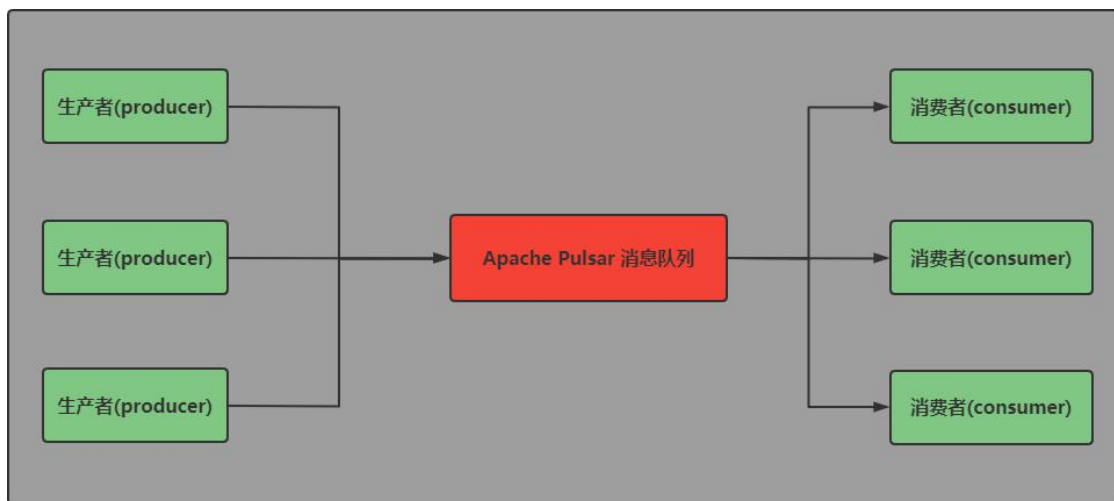 生产者(producer)
消费者(consumer)
生产者(producer)
Apache Pulsar 消息队列
消费者(consumer)
生产者(producer)
消费者(consumer)